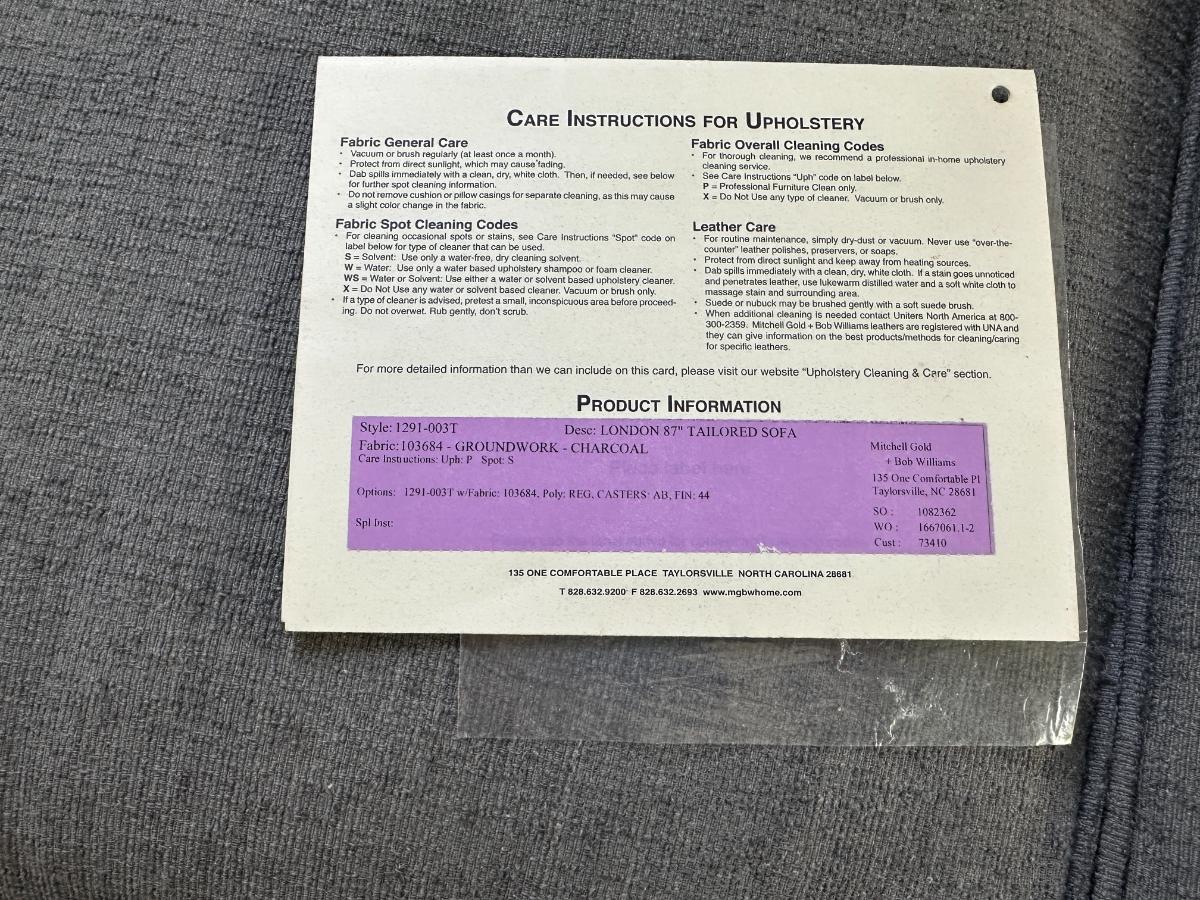 CARE INSTRUCTIONS FOR UPHOLSTERY
Fabric General Care
· Vacuum or brush regularly (at least once a month).
· Protect from direct sunlight, which may cause fading.
· Dab spills immediately with a clean, dry, white cloth. Then, if needed, see below
for further spot cleaning information.
· Do not remove cushion or pillow casings for separate cleaning, as this may cause
a slight color change in the fabric.
Fabric Spot Cleaning Codes
· For cleaning occasional spots or stains, see Care Instructions "Spot" code on
label below for type of cleaner that can be used.
S = Solvent: Use only a water-free, dry cleaning solvent.
W = Water: Use only a water based upholstery shampoo or foam cleaner.
WS = Water or Solvent: Use either a water or solvent based upholstery cleaner.
X = Do Not Use any water or solvent based cleaner. Vacuum or brush only.
· If a type of cleaner is advised, pretest a small, inconspicuous area before proceed-
ing. Do not overwet. Rub gently, don't scrub.
Fabric Overall Cleaning Codes
· For thorough cleaning, we recommend a professional in-home upholstery
cleaning service.
· See Care Instructions "Uph" code on label below.
P = Professional Furniture Clean only.
X = Do Not Use any type of cleaner. Vacuum or brush only.
Leather Care
· For routine maintenance, simply dry-dust or vacuum. Never use "over-the-
counter" leather polishes, preservers, or soaps.
· Protect from direct sunlight and keep away from heating sources.
· Dab spills immediately with a clean, dry, white cloth. If a stain goes unnoticed
and penetrates leather, use lukewarm distilled water and a soft white cloth to
massage stain and surrounding area.
· Suede or nubuck may be brushed gently with a soft suede brush.
· When additional cleaning is needed contact Uniters North America at 800-
300-2359. Mitchell Gold + Bob Williams leathers are registered with UNA and
they can give information on the best products/methods for cleaning/caring
for specific leathers.
For more detailed information than we can include on this card, please visit our website "Upholstery Cleaning & Care" section.
PRODUCT INFORMATION
Style: 1291-003T Desc: LONDON 87" TAILORED SOFA
Fabric: 103684 - GROUNDWORK - CHARCOAL
Care Instructions: Uph: P Spot: S
Options: 1291-003T w/Fabric: 103684, Poly: REG, CASTERS: AB, FIN: 44
Spl Inst:
Mitchell Gold
+ Bob Williams
135 One Comfortable Pl
Taylorsville, NC 28681
SO : 1082362
WO : 1667061.1-2
Cust : 73410
135 ONE COMFORTABLE PLACE TAYLORSVILLE NORTH CAROLINA 28681
T 828.632.9200 F 828.632.2693 www.mgbwhome.com